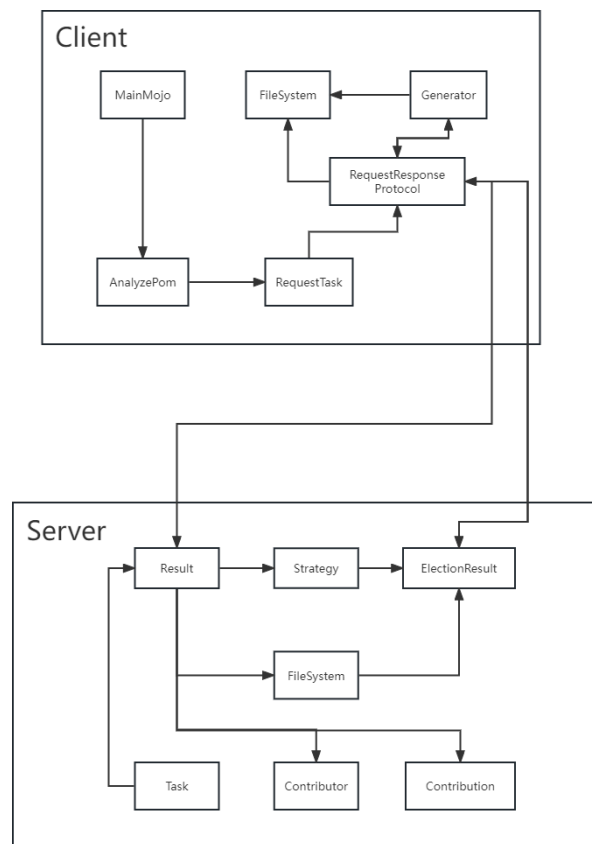 Client
MainMojo
FileSystem
Generator
RequestResponse
Protocol
AnalyzePom
RequestTask
Server
Result
Strategy
ElectionResult
FileSystem
Task
Contributor
Contribution